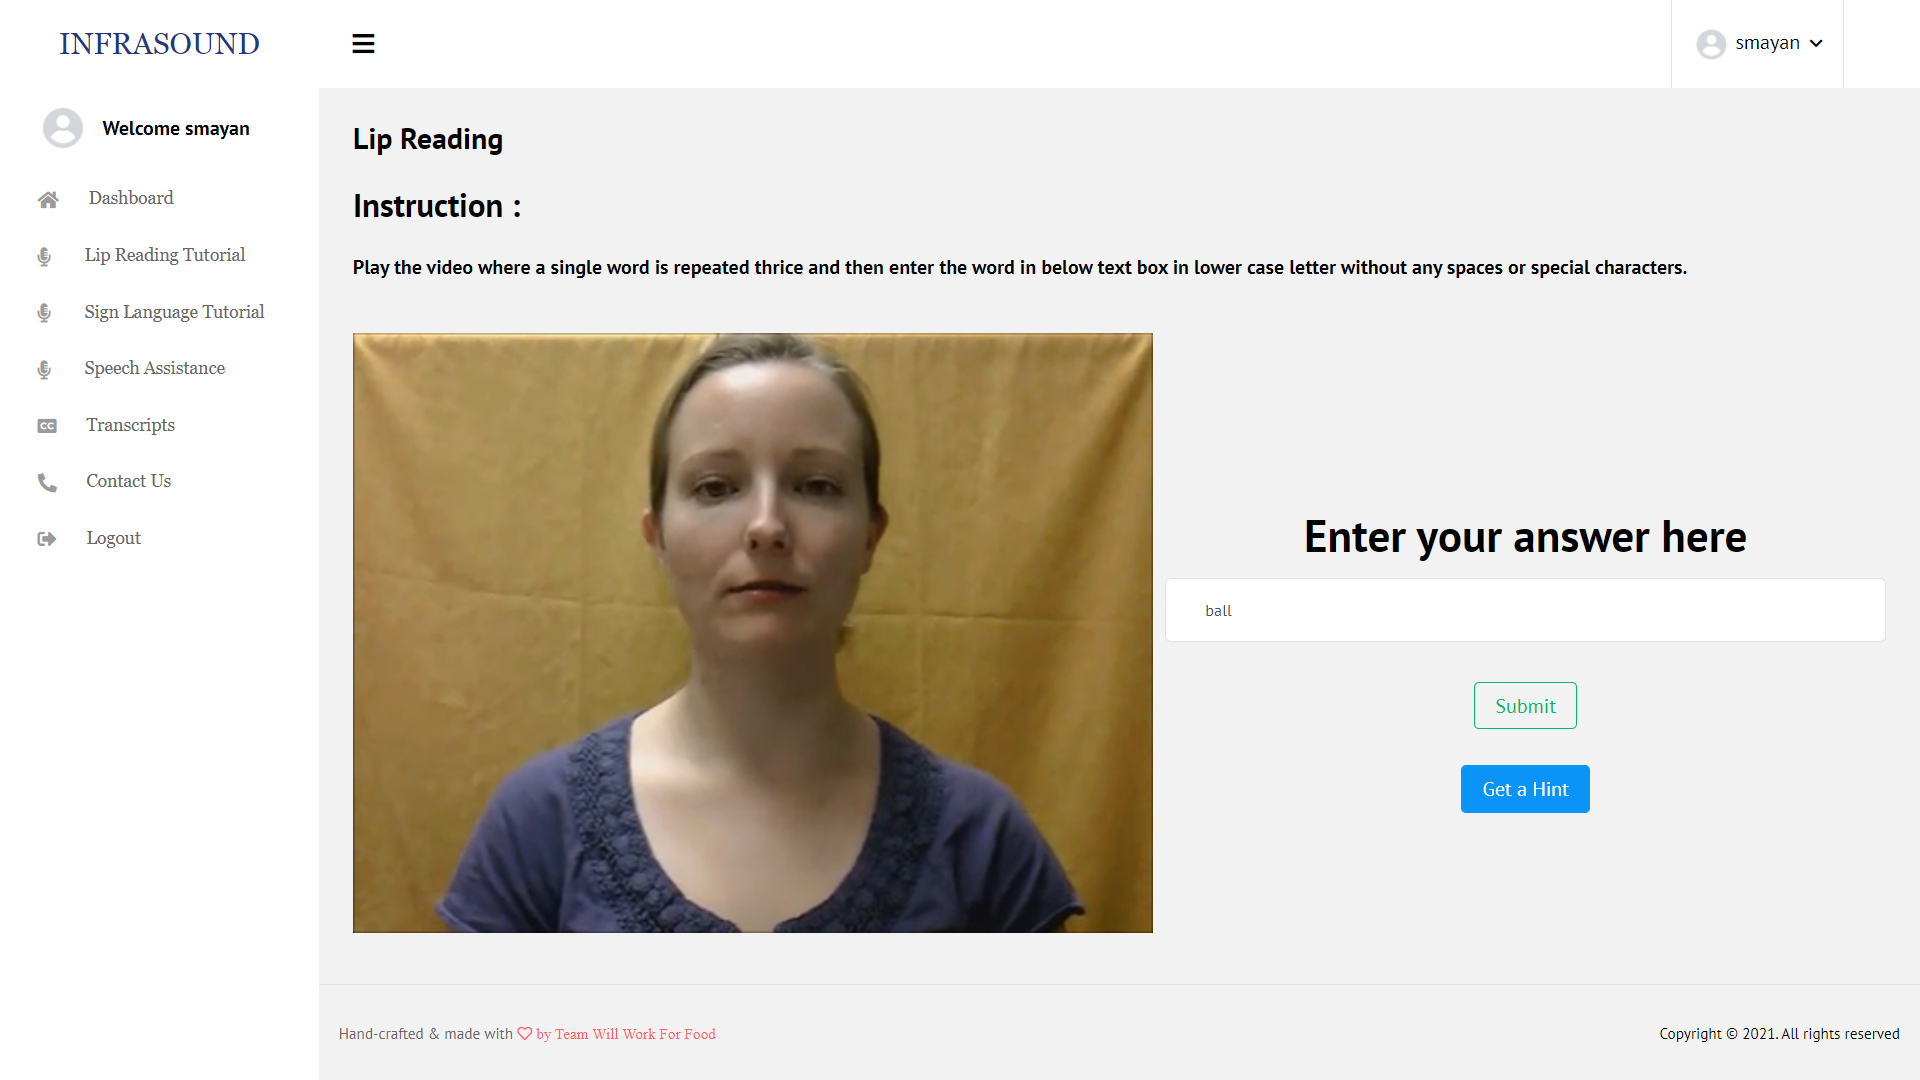 INFRASOUND
smayan
Welcome smayan
Dashboard
Lip Reading Tutorial
Sign Language Tutorial
Speech Assistance
CC
Transcripts
Contact Us
Logout
Lip Reading
Instruction :
Play the video where a single word is repeated thrice and then enter the word in below text box in lower case letter without any spaces or special characters.
Enter your answer here
ball
Submit
Get a Hint
Hand-crafted & made with by Team Will Work For Food
Copyright © 2021. All rights reserved